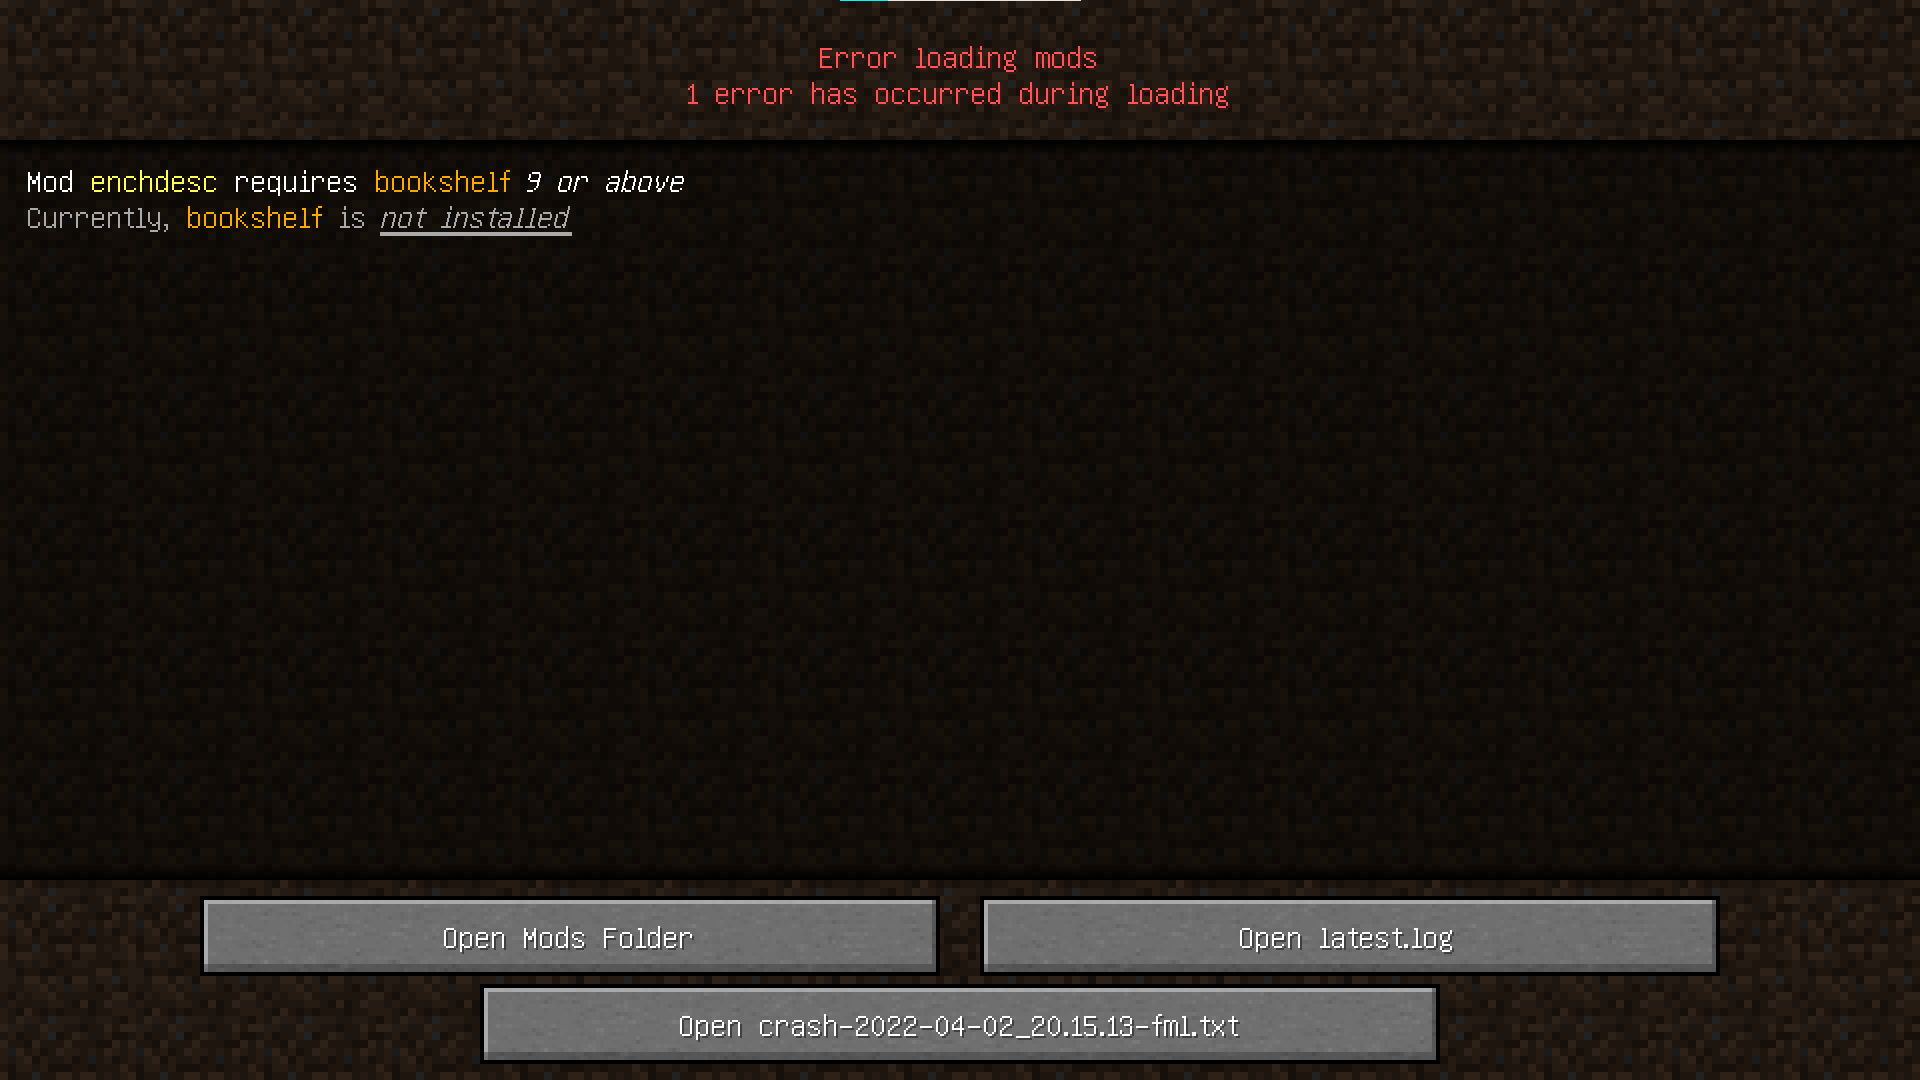 Error loading mods
1 error has occurred during loading
Mod enchdesc requires bookshelf 9 or above
Currently, bookshelf is not installed
Open Mods Folder
Open latest.log
Open crash-2022-04-02_20.15.13-fml.txt